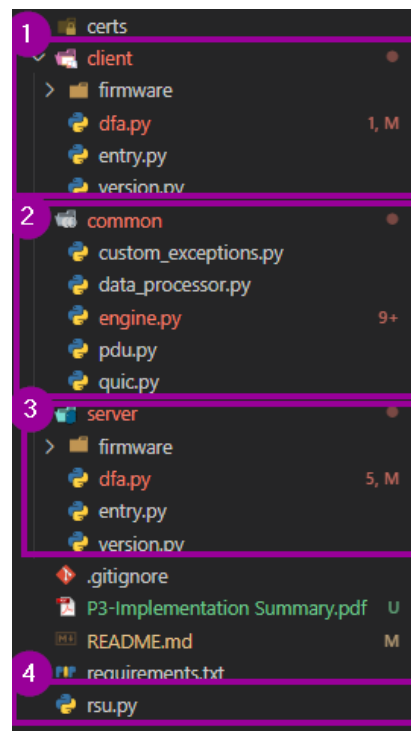 1
certs
client
firmware
dfa.py 1, M
entry.py
version.py
2
common
custom_exceptions.py
data_processor.py
engine.py 9+
pdu.py
quic.py
3
server
firmware
dfa.py 5, M
entry.py
version.py
.gitignore
P3-Implementation Summary.pdf U
README.md M
4
requirements.txt
rsu.py